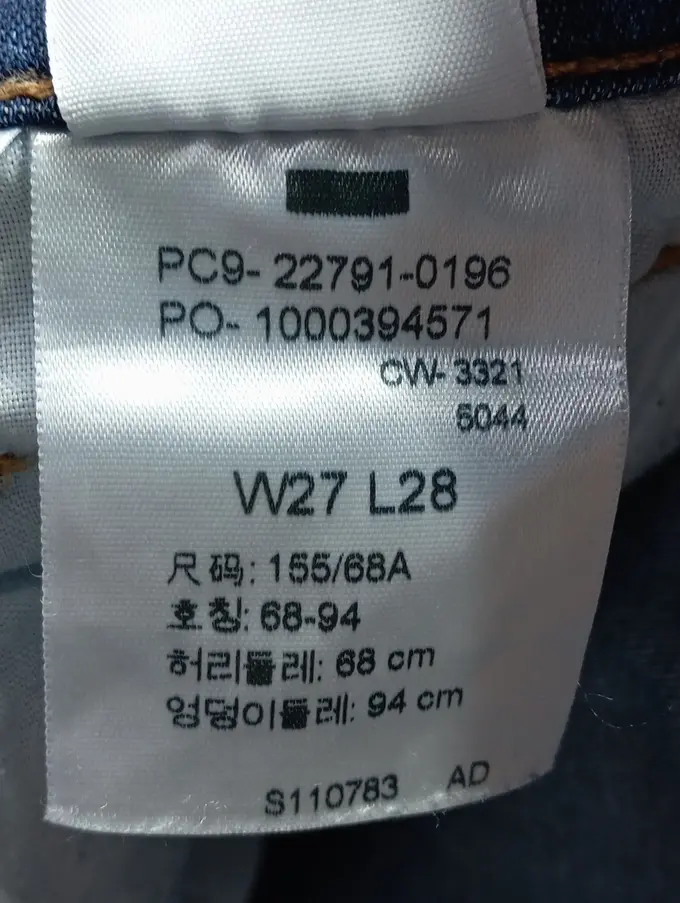 PC9- 22791-0196
PO- 1000394571
CW- 3321
5044
W27 L28
尺码: 155/68A
호칭: 68-94
허리둘레: 68 cm
엉덩이둘레: 94 cm
S110783 AD